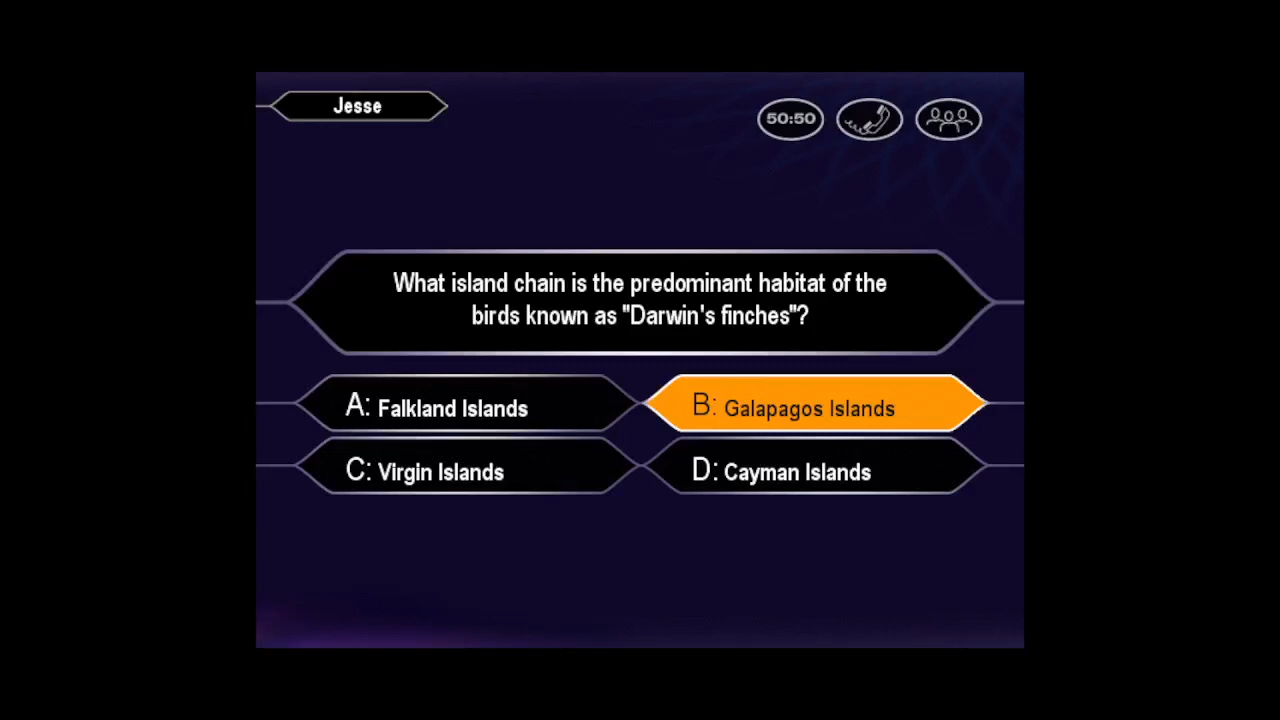 Jesse
50:50
What island chain is the predominant habitat of the
birds known as "Darwin's finches"?
A: Falkland Islands
B: Galapagos Islands
C: Virgin Islands
D: Cayman Islands